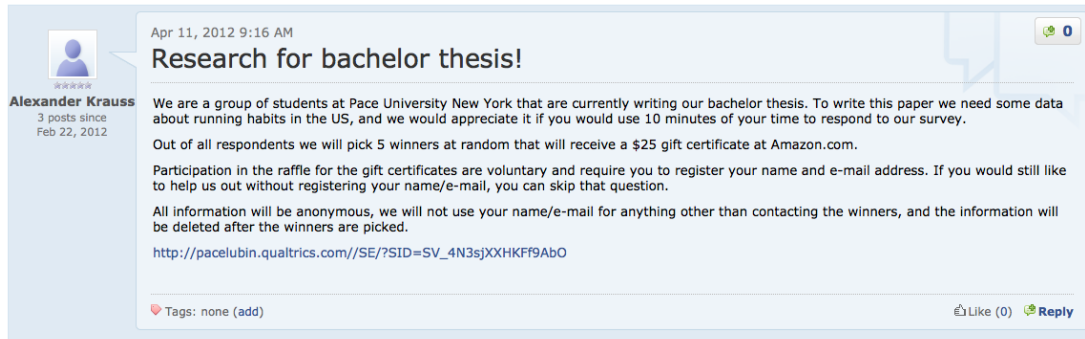 Apr 11, 2012 9:16 AM
0
Research for bachelor thesis!
Alexander Krauss
3 posts since
Feb 22, 2012
We are a group of students at Pace University New York that are currently writing our bachelor thesis. To write this paper we need some data
about running habits in the US, and we would appreciate it if you would use 10 minutes of your time to respond to our survey.
Out of all respondents we will pick 5 winners at random that will receive a $25 gift certificate at Amazon.com.
Participation in the raffle for the gift certificates are voluntary and require you to register your name and e-mail address. If you would still like
to help us out without registering your name/e-mail, you can skip that question.
All information will be anonymous, we will not use your name/e-mail for anything other than contacting the winners, and the information will
be deleted after the winners are picked.
http://pacelubin.qualtrics.com//SE/?SID=SV_4N3sjXXHKFf9AbO
Tags: none (add)
Like (0) Reply